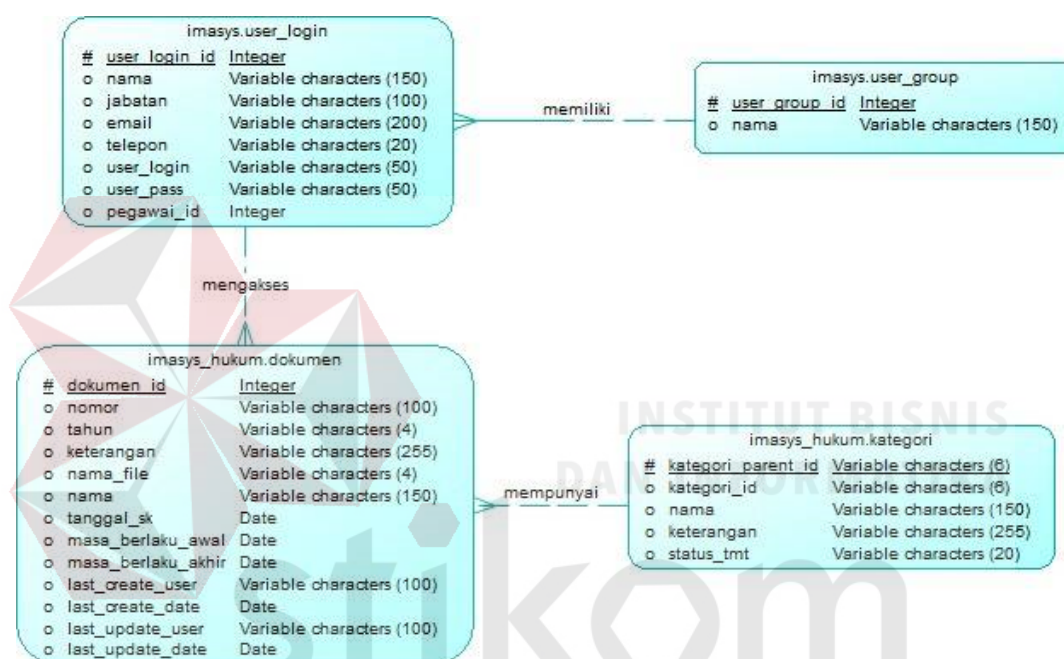 imasys.user_login
# user_login_id Integer
o nama Variable characters (150)
o jabatan Variable characters (100)
o email Variable characters (200)
o telepon Variable characters (20)
o user_login Variable characters (50)
o user_pass Variable characters (50)
o pegawai_id Integer
memiliki
imasys.user_group
# user_group_id Integer
o nama Variable characters (150)
mengakses
imasys_hukum.dokumen
# dokumen_id Integer
o nomor Variable characters (100)
o tahun Variable characters (4)
o keterangan Variable characters (255)
o nama_file Variable characters (4)
o nama Variable characters (150)
o tanggal_sk Date
o masa_berlaku_awal Date
o masa_berlaku_akhir Date
o last_create_user Variable characters (100)
o last_create_date Date
o last_update_user Variable characters (100)
o last_update_date Date
mempunyai
imasys_hukum.kategori
# kategori_parent_id Variable characters (6)
o kategori_id Variable characters (6)
o nama Variable characters (150)
o keterangan Variable characters (255)
o status_tmt Variable characters (20)
INSTITUT BISNIS
DAN
stikom